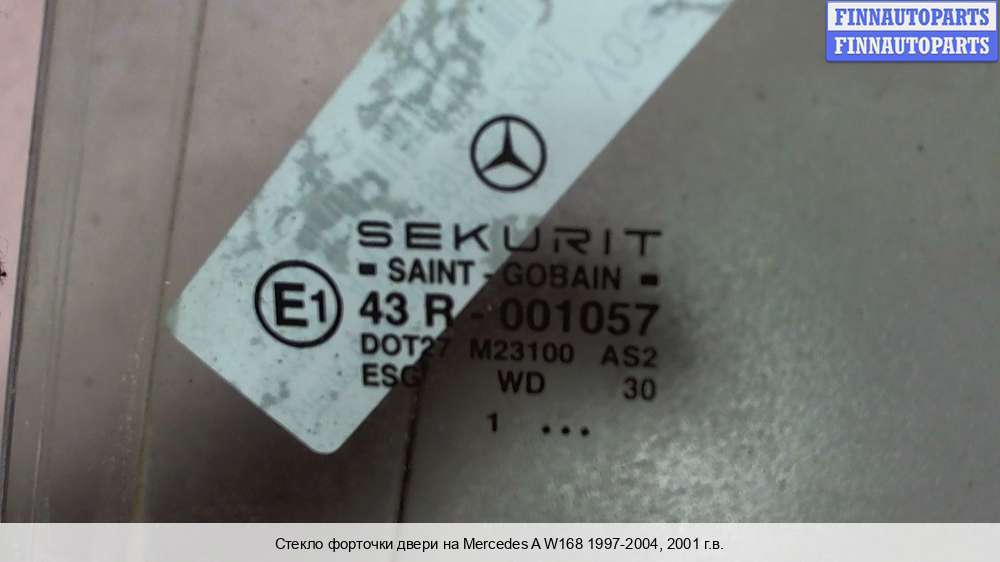 FINNAUTOPARTS
FINNAUTOPARTS
SEKURIT
SAINT - GOBAIN
E1
43 R - 001057
DOT27 M23100 AS2
ESG WD 30
1 ...
Стекло форточки двери на Mercedes A W168 1997-2004, 2001 г.в.